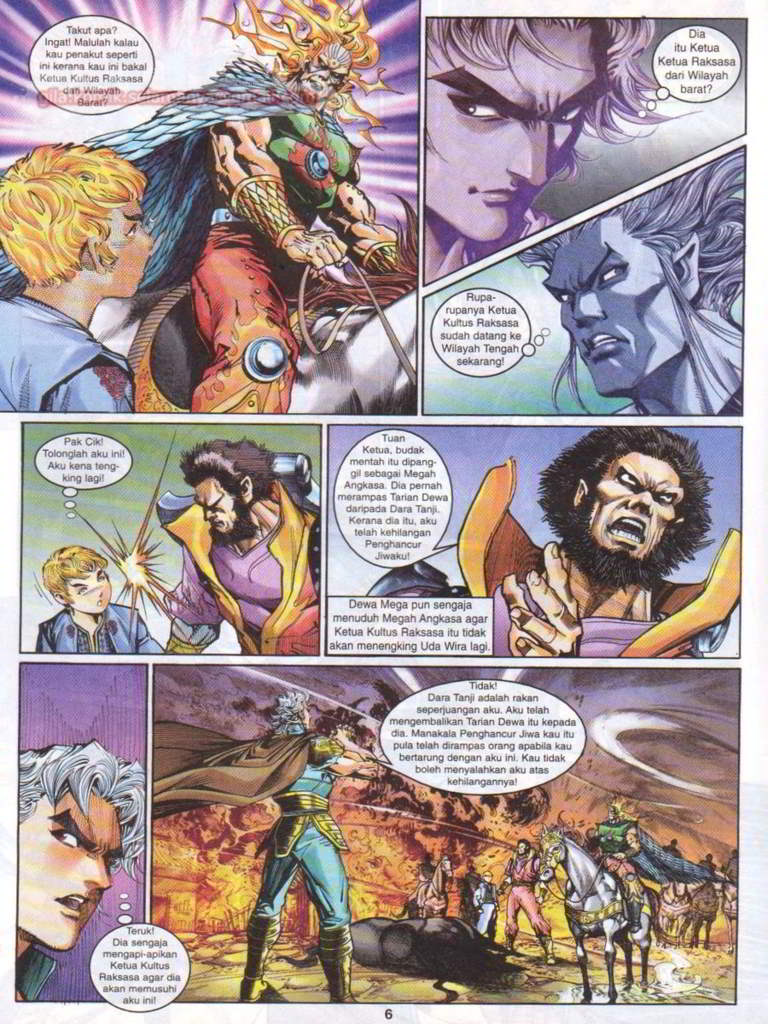 Takut apa?
Ingat! Malulah kalau
kau penakut seperti
ini kerana kau ini bakal
Ketua Kultus Raksasa
dari Wilayah
Barat?
Dia
itu Ketua
Ketua Raksasa
dari Wilayah
barat?
Rupa-
rupanya Ketua
Kultus Raksasa
sudah datang ke
Wilayah Tengah
sekarang!
Pak Cik!
Tolonglah aku ini!
Aku kena teng-
king lagi!
Tuan
Ketua, budak
mentah itu dipang-
gil sebagai Megah
Angkasa. Dia pernah
merampas Tarian Dewa
daripada Dara Tanji.
Kerana dia itu, aku
telah kehilangan
Penghancur
Jiwaku!
Dewa Mega pun sengaja
menuduh Megah Angkasa agar
Ketua Kultus Raksasa itu tidak
akan menengking Uda Wira lagi.
Teruk!
Dia sengaja
mengapi-apikan
Ketua Kultus
Raksasa agar dia
akan memusuhi
aku ini!
Tidak!
Dara Tanji adalah rakan
seperjuangan aku. Aku telah
mengembalikan Tarian Dewa itu kepada
dia. Manakala Penghancur Jiwa kau itu
pula telah dirampas orang apabila kau
bertarung dengan aku ini. Kau tidak
boleh menyalahkan aku atas
kehilangannya!
6